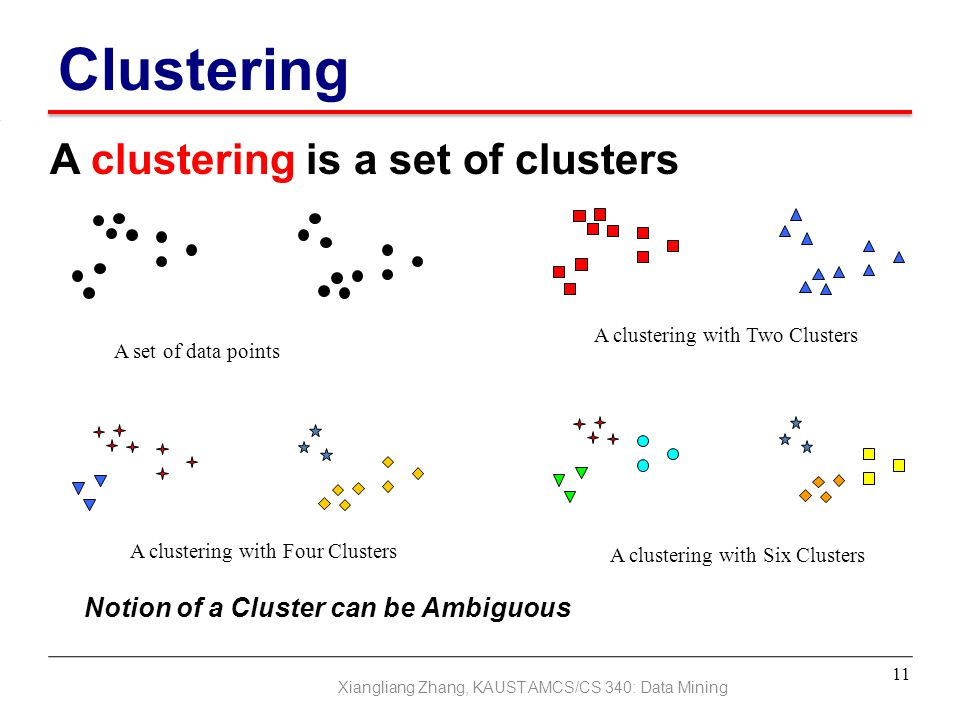 Clustering
A clustering is a set of clusters
A set of data points
A clustering with Two Clusters
A clustering with Four Clusters
A clustering with Six Clusters
Notion of a Cluster can be Ambiguous
Xiangliang Zhang, KAUST AMCS/CS 340: Data Mining
11